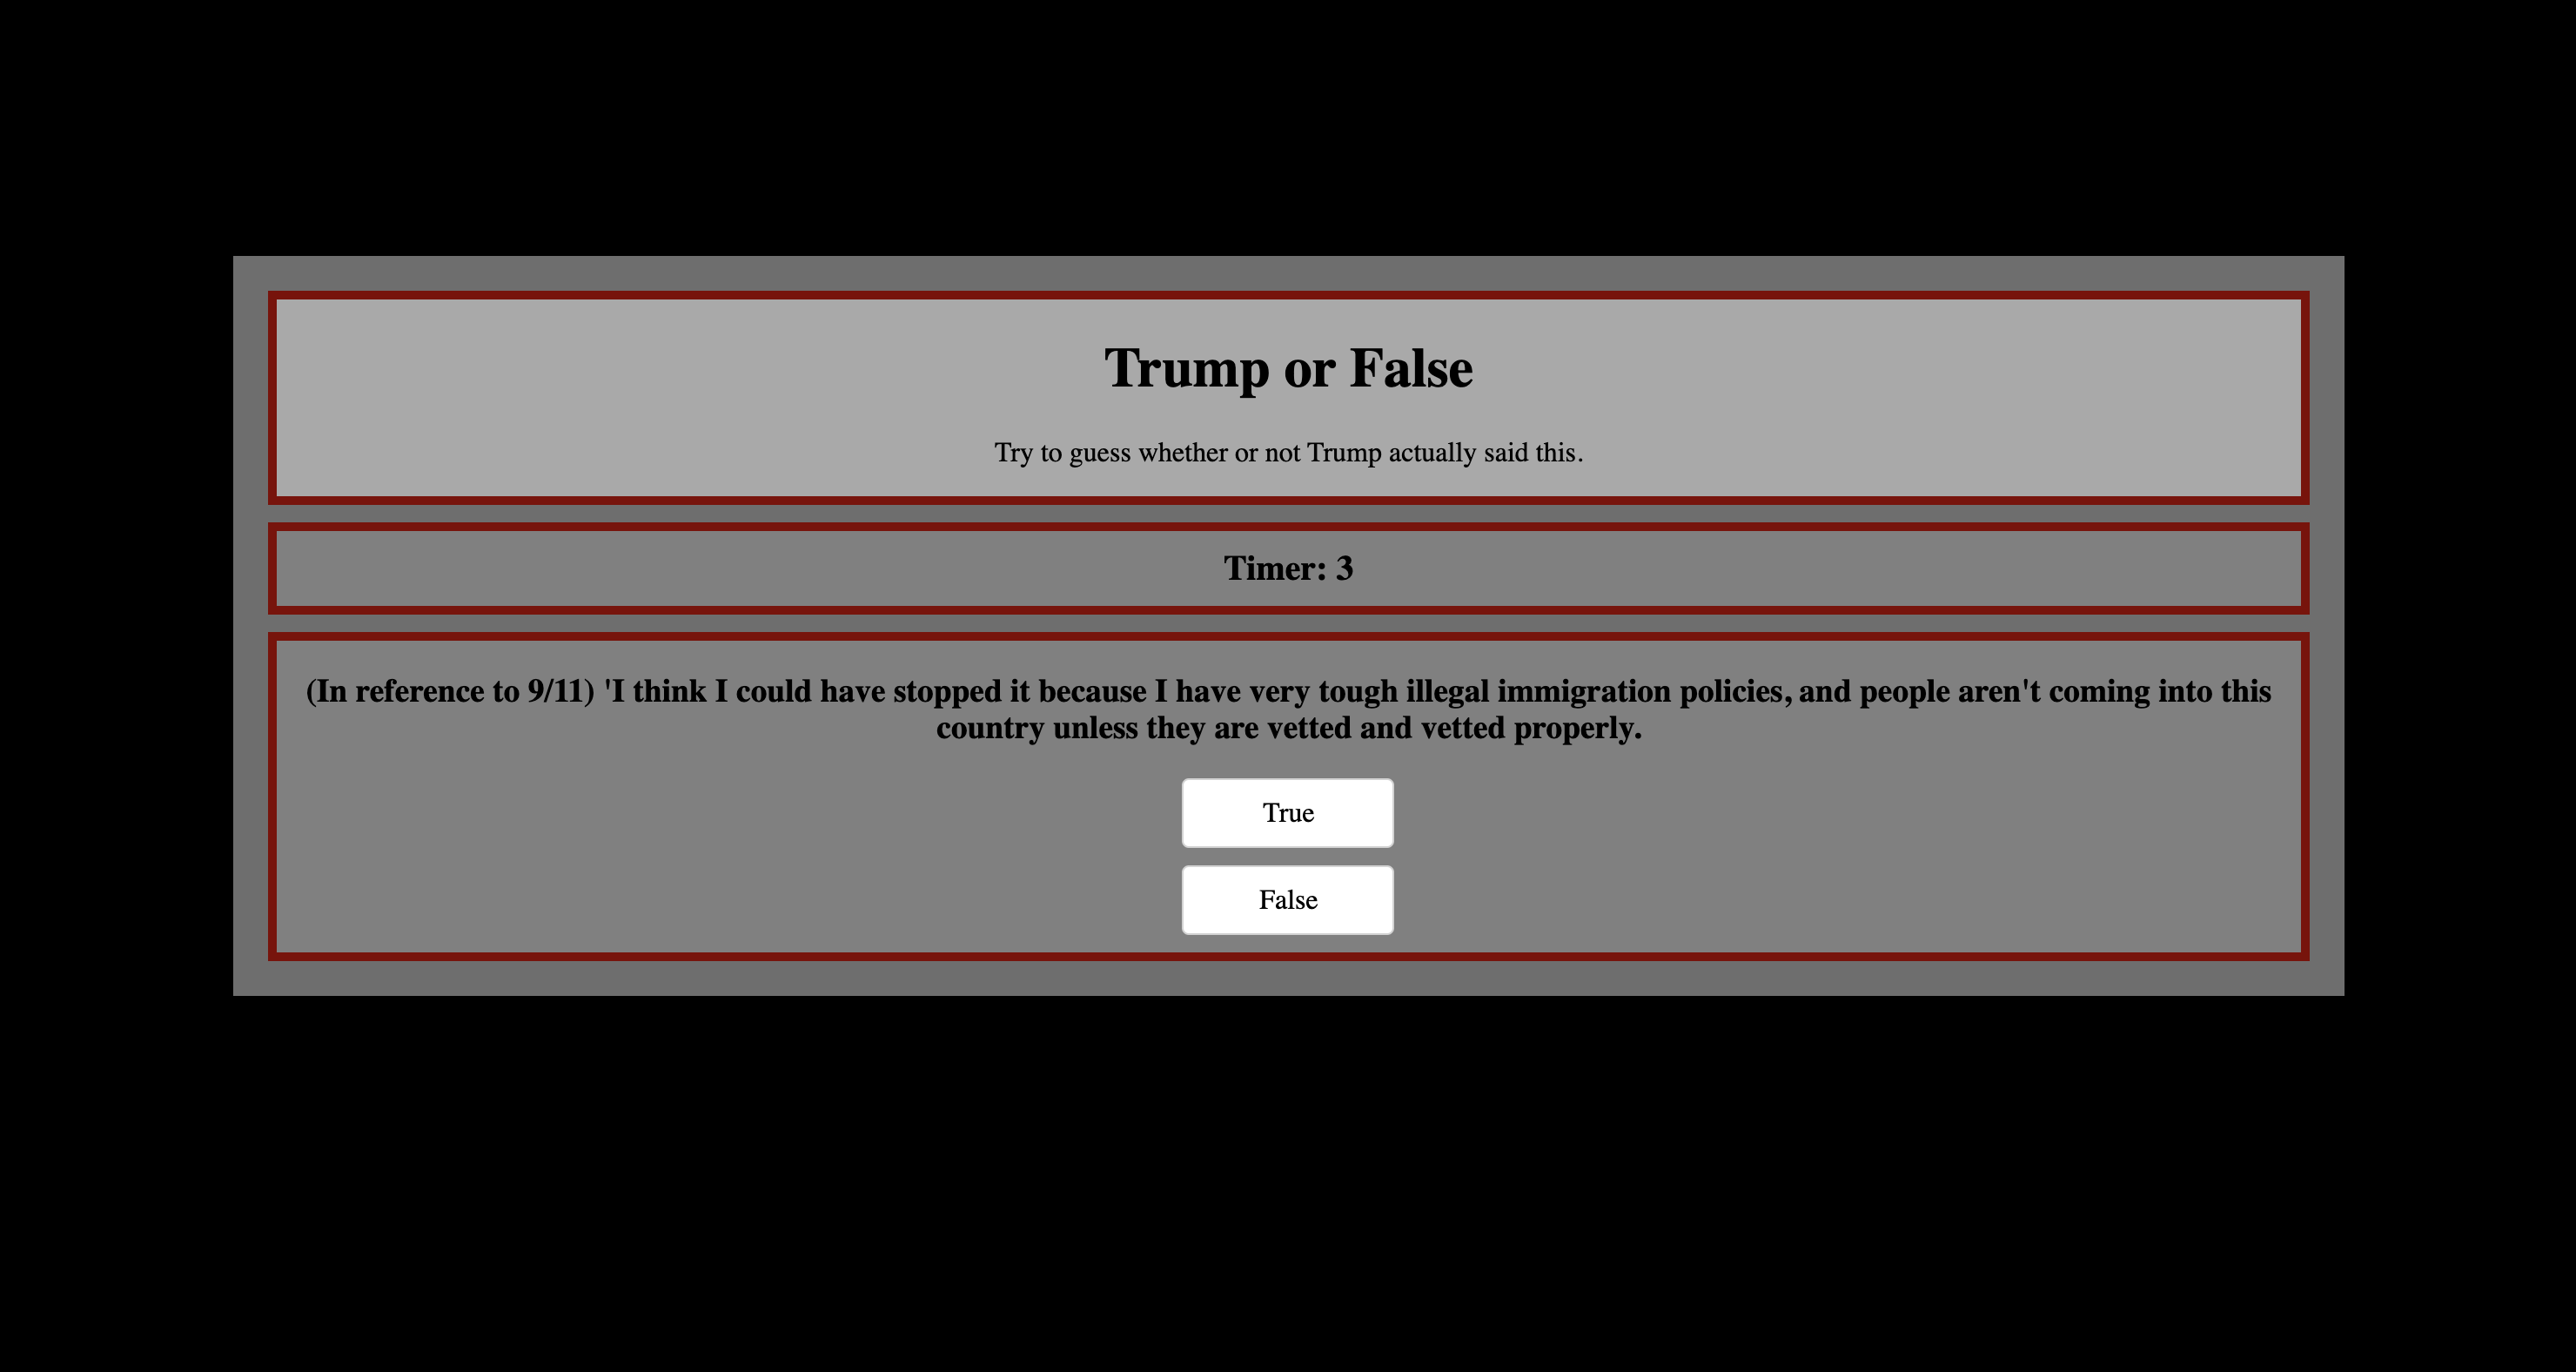 Trump or False
Try to guess whether or not Trump actually said this.
Timer: 3
(In reference to 9/11) 'I think I could have stopped it because I have very tough illegal immigration policies, and people aren't coming into this
country unless they are vetted and vetted properly.
True
False